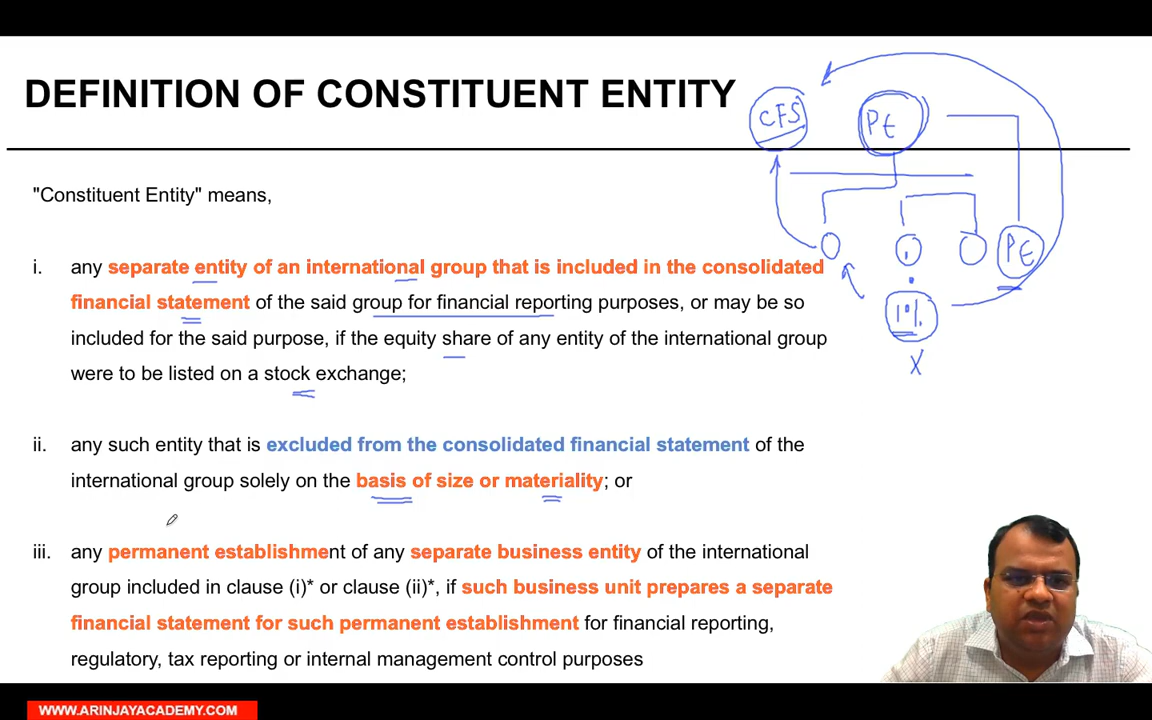 DEFINITION OF CONSTITUENT ENTITY
CFS
PE
"Constituent Entity" means,
PE
i. any separate entity of an international group that is included in the consolidated
financial statement of the said group for financial reporting purposes, or may be so
1%
included for the said purpose, if the equity share of any entity of the international group
X
were to be listed on a stock exchange;
ii. any such entity that is excluded from the consolidated financial statement of the
international group solely on the basis of size or materiality; or
iii. any permanent establishment of any separate business entity of the international
group included in clause (i)* or clause (ii)*, if such business unit prepares a separate
financial statement for such permanent establishment for financial reporting,
regulatory, tax reporting or internal management control purposes
WWW.ARINJAYACADEMY.COM